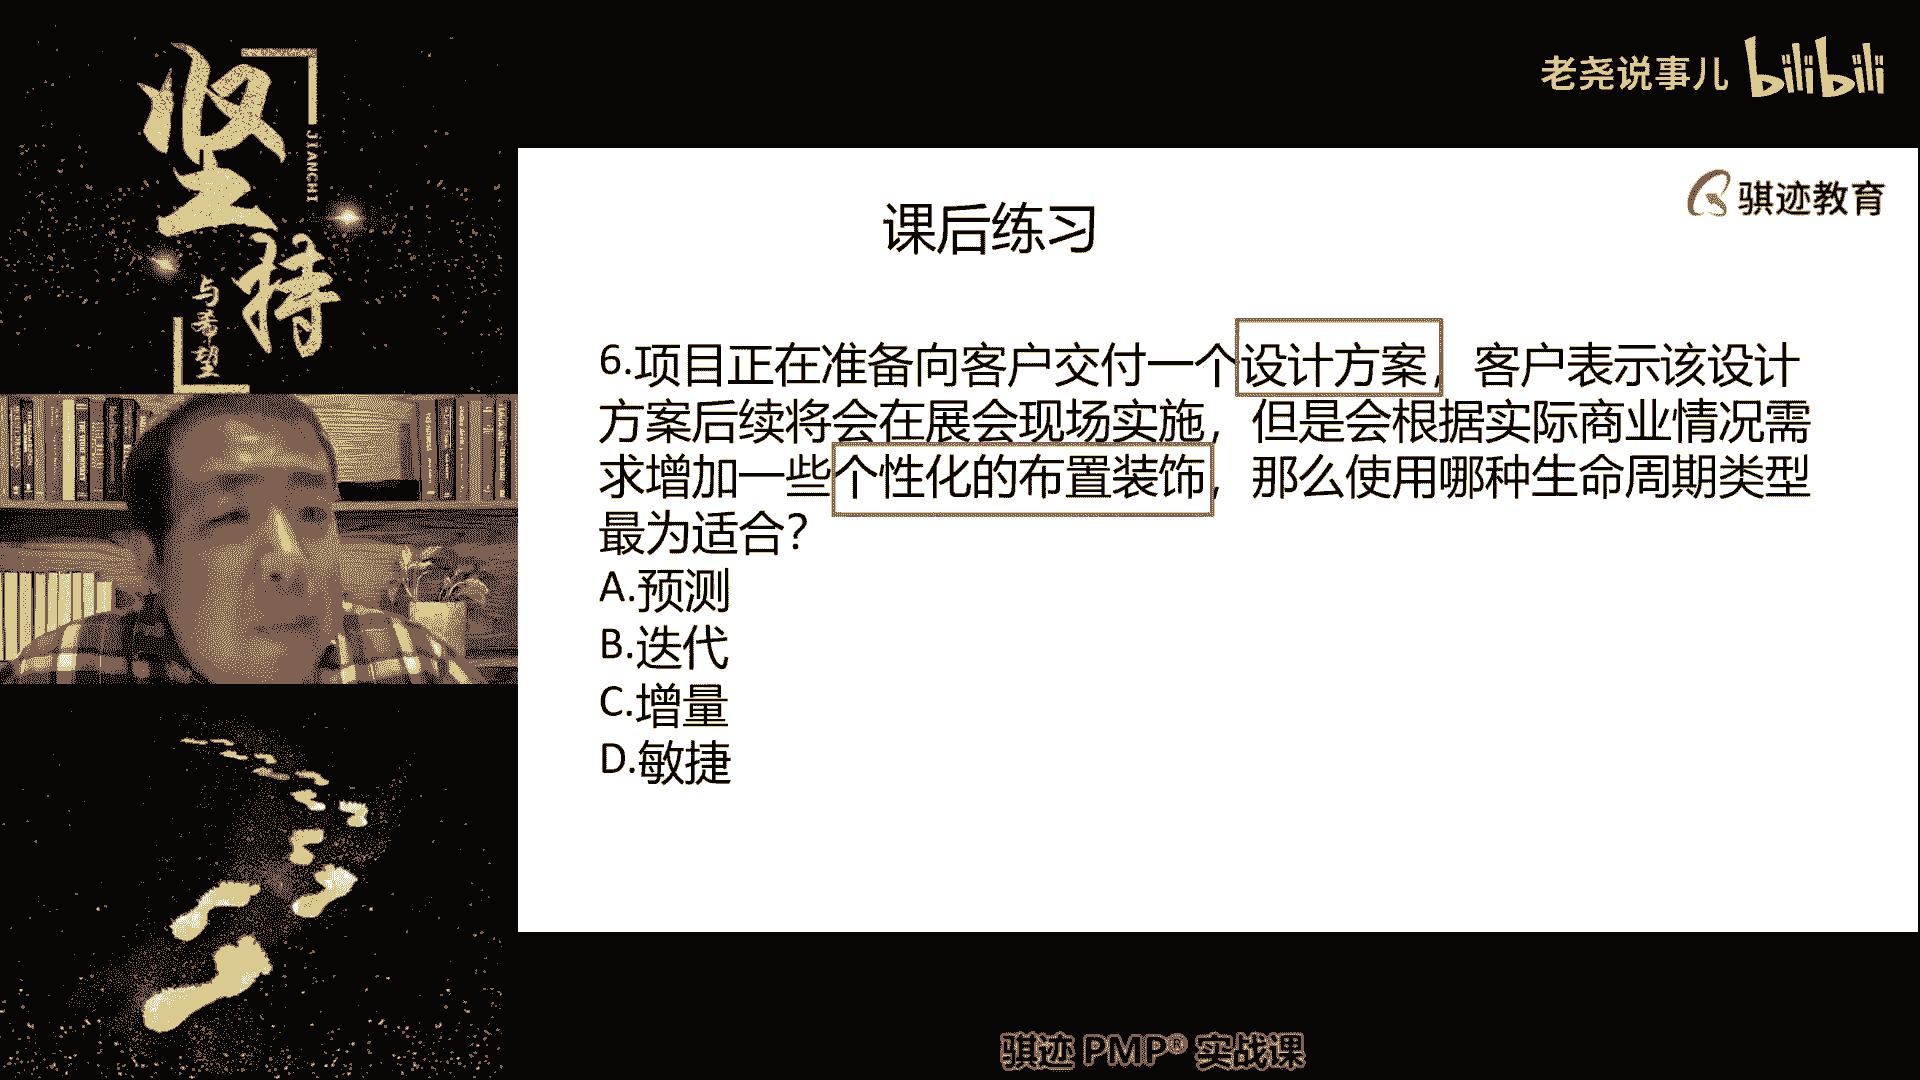 坚持
JIANCHI
与希望
老尧说事儿 bilibili
骐迹教育
课后练习
6.项目正在准备向客户交付一个设计方案，客户表示该设计
方案后续将会在展会现场实施，但是会根据实际商业情况需
求增加一些个性化的布置装饰，那么使用哪种生命周期类型
最为适合？
A.预测
B.迭代
C.增量
D.敏捷
骐迹 PMP® 实战课